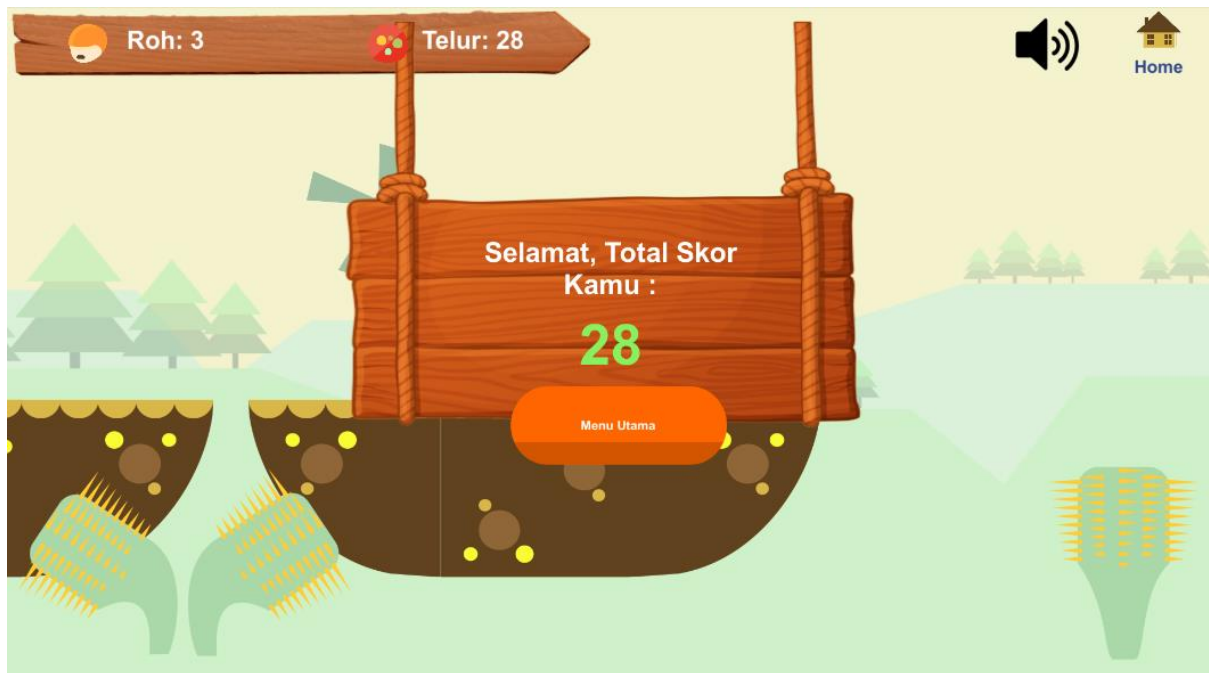 Roh: 3
Telur: 28
Home
Selamat, Total Skor
Kamu :
28
Menu Utama